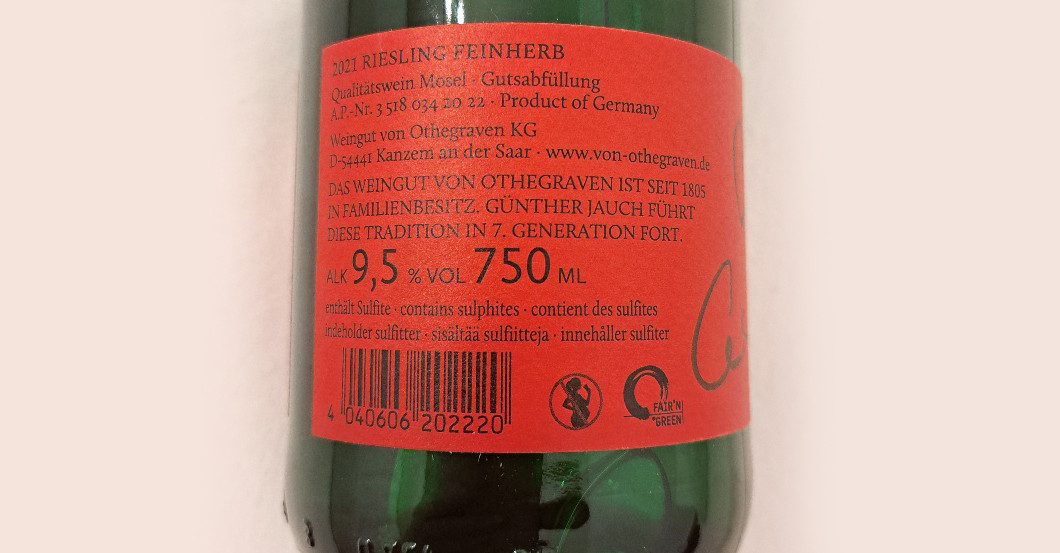 2021 RIESLING FEINHERB
Qualitätswein Mosel · Gutsabfüllung
A.P.-Nr. 3 518 034 20 22 · Product of Germany
Weingut von Othegraven KG
D-54441 Kanzem an der Saar · www.von-othegraven.de
DAS WEINGUT VON OTHEGRAVEN IST SEIT 1805
IN FAMILIENBESITZ. GÜNTHER JAUCH FÜHRT
DIESE TRADITION IN 7. GENERATION FORT.
ALK 9,5 % VOL 750 ML
enthält Sulfite · contains sulphites · contient des sulfites
indeholder sulfitter · sisältää sulfiitteja · innehåller sulfiter
4 040606 202220
FAIR'N
GREEN